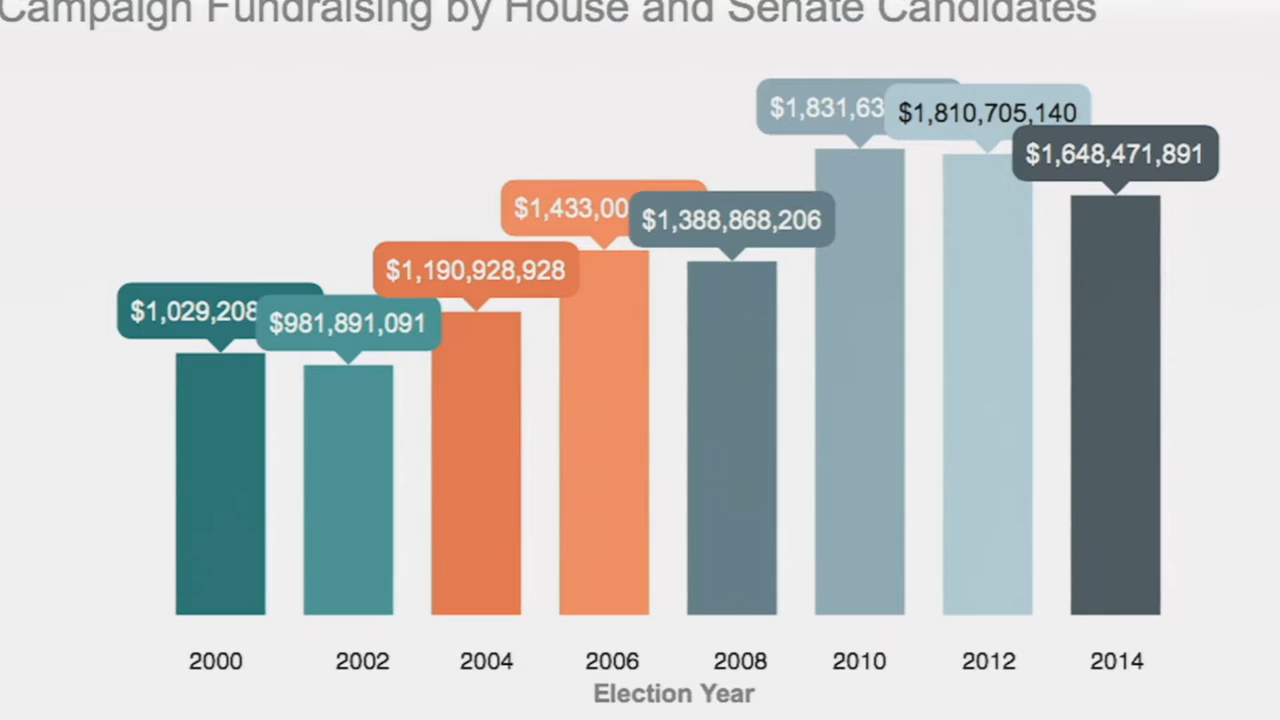 Campaign Fundraising by House and Senate Candidates
$1,831,63
$1,810,705,140
$1,648,471,891
$1,433,00
$1,388,868,206
$1,190,928,928
$1,029,208
$981,891,091
2000 2002 2004 2006 2008 2010 2012 2014
Election Year